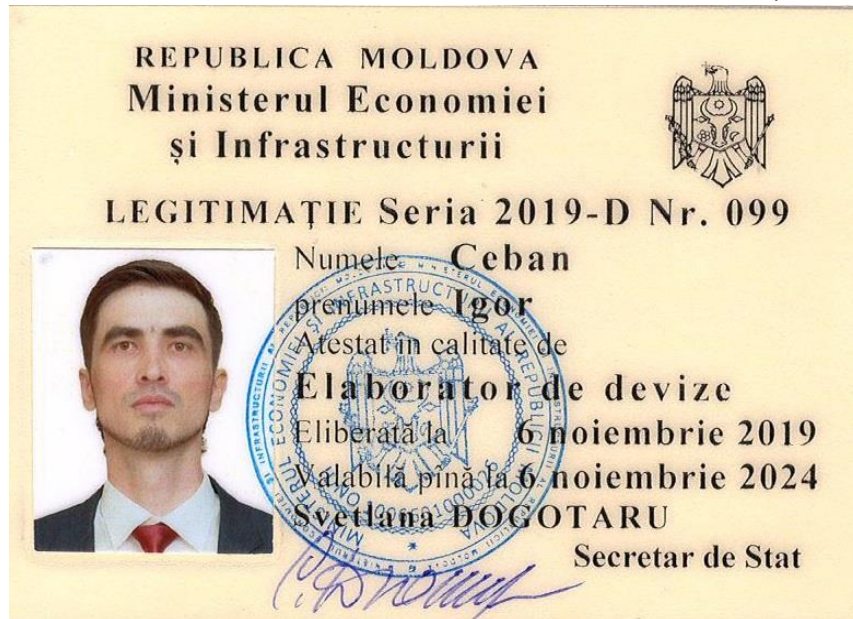 REPUBLICA MOLDOVA
Ministerul Economiei
și Infrastructurii
LEGITIMAȚIE Seria 2019-D Nr. 099
Numele Ceban
prenumele Igor
Atestat în calitate de
Elaborator de devize
Eliberată la 6 noiembrie 2019
Valabilă pînă la 6 noiembrie 2024
Svetlana DOGOTARU
Secretar de Stat